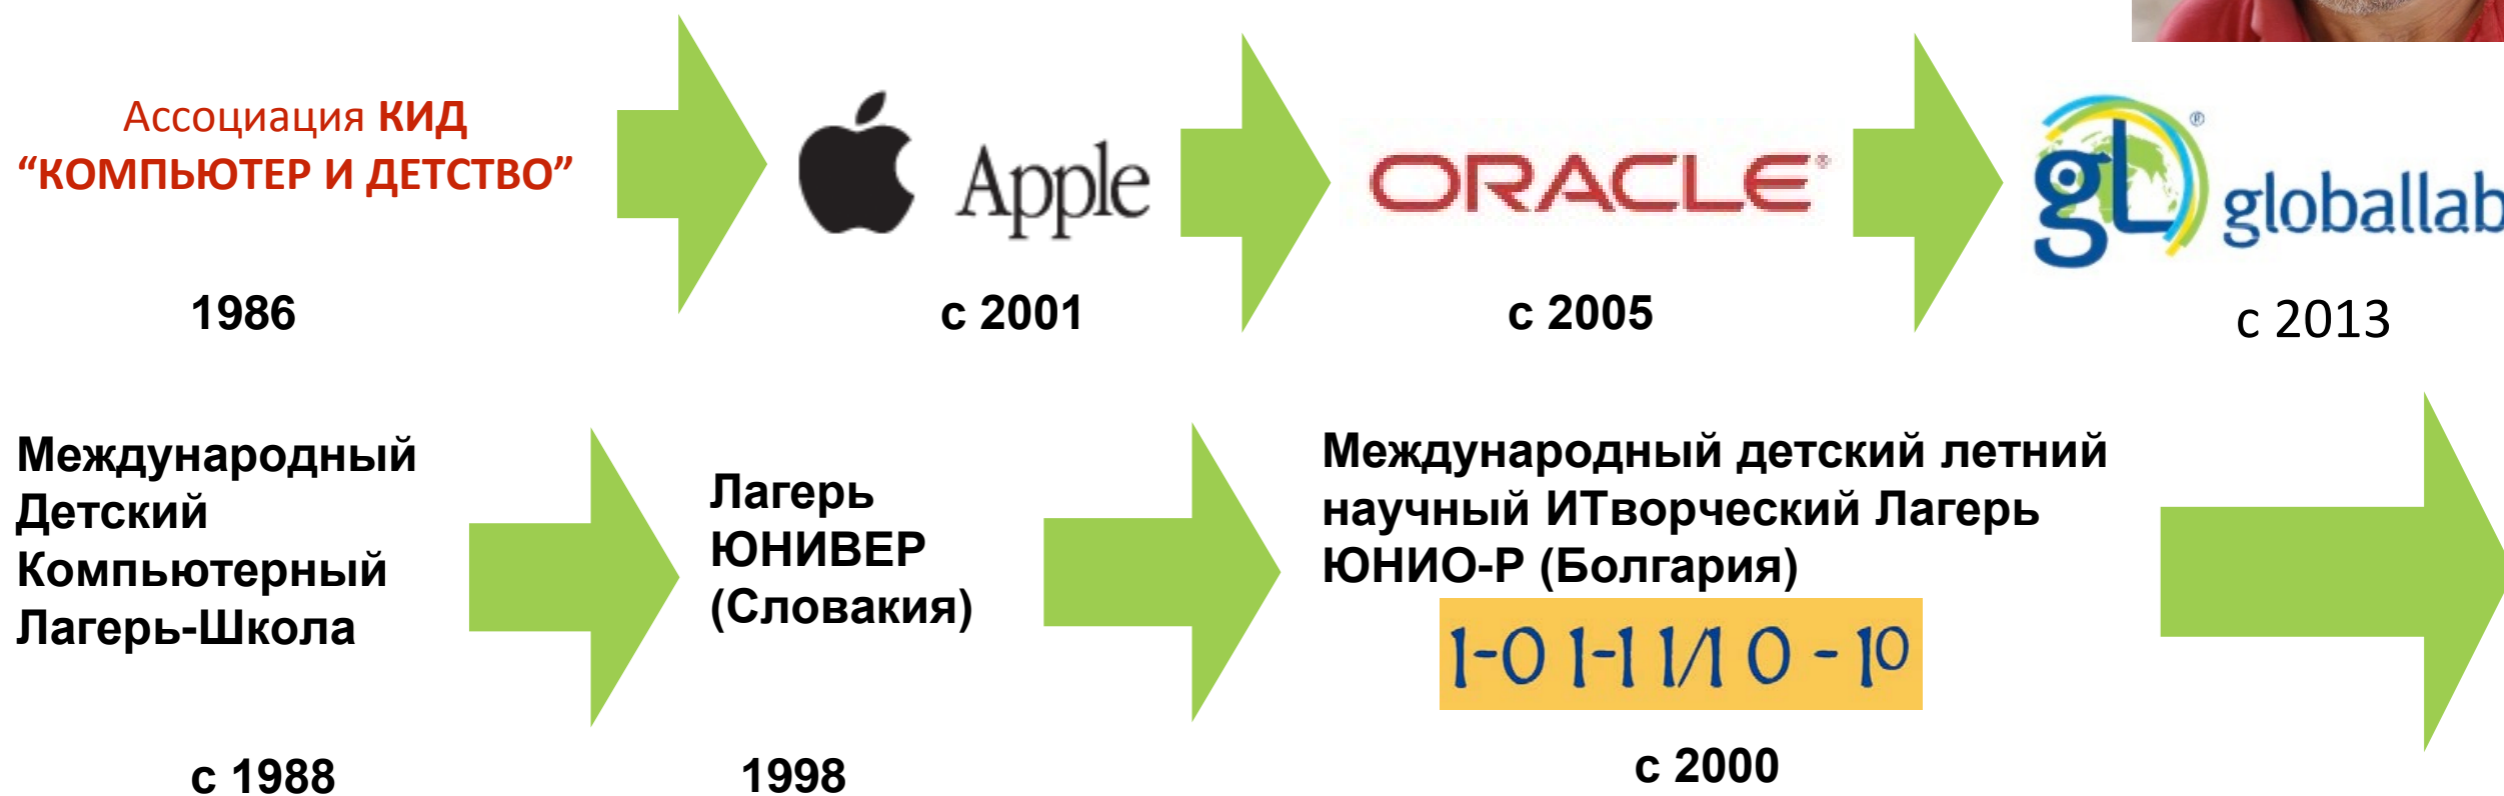 Ассоциация КИД
“КОМПЬЮТЕР И ДЕТСТВО”
1986
Apple
с 2001
ORACLE®
с 2005
gL®
globallab
с 2013
Международный
Детский
Компьютерный
Лагерь-Школа
с 1988
Лагерь
ЮНИВЕР
(Словакия)
1998
Международный детский летний
научный ИТворческий Лагерь
ЮНИО-Р (Болгария)
1-0 1-1 1/1 0 - 10
с 2000